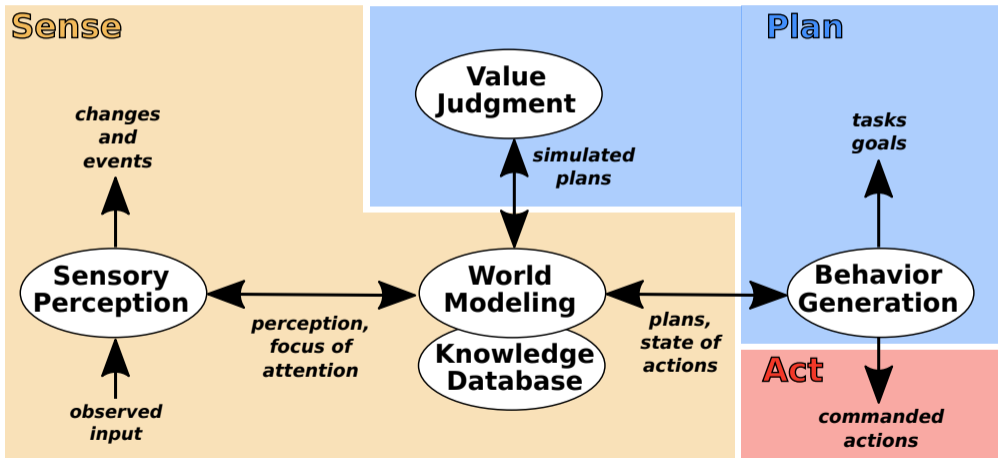 Sense
Plan
Value
Judgment
changes
and
events
tasks
goals
simulated
plans
Sensory
Perception
World
Modeling
Behavior
Generation
perception,
focus of
attention
plans,
state of
actions
Knowledge
Database
Act
observed
input
commanded
actions